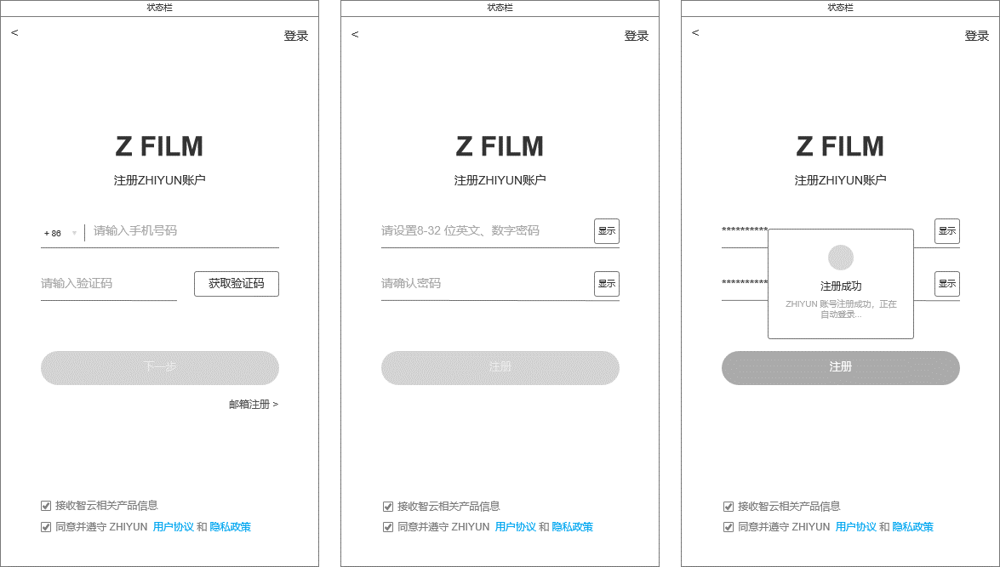 状态栏
<
登录
Z FILM
注册ZHIYUN账户
+ 86
请输入手机号码
请输入验证码
获取验证码
下一步
邮箱注册 >
接收智云相关产品信息
同意并遵守 ZHIYUN 用户协议 和 隐私政策
状态栏
<
登录
Z FILM
注册ZHIYUN账户
请设置8-32 位英文、数字密码
显示
请确认密码
显示
注册
接收智云相关产品信息
同意并遵守 ZHIYUN 用户协议 和 隐私政策
状态栏
<
登录
Z FILM
注册ZHIYUN账户
**********
显示
**********
显示
注册成功
ZHIYUN 账号注册成功，正在
自动登录...
注册
接收智云相关产品信息
同意并遵守 ZHIYUN 用户协议 和 隐私政策